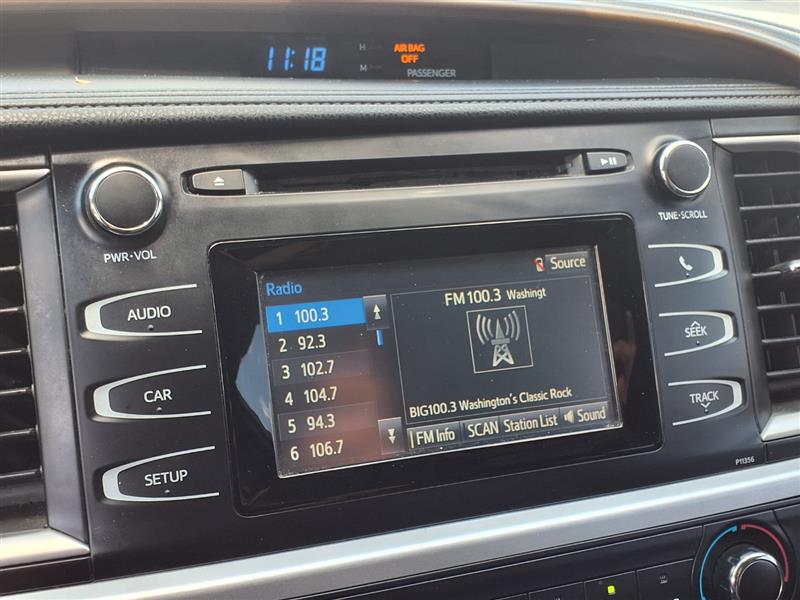 11:18
H
M
AIR BAG
OFF
PASSENGER
PWR·VOL
TUNE·SCROLL
AUDIO
CAR
SETUP
SEEK
TRACK
Radio
Source
1 100.3
2 92.3
3 102.7
4 104.7
5 94.3
6 106.7
FM 100.3 Washingt
BIG100.3 Washington's Classic Rock
FM Info
SCAN
Station List
Sound
P11356